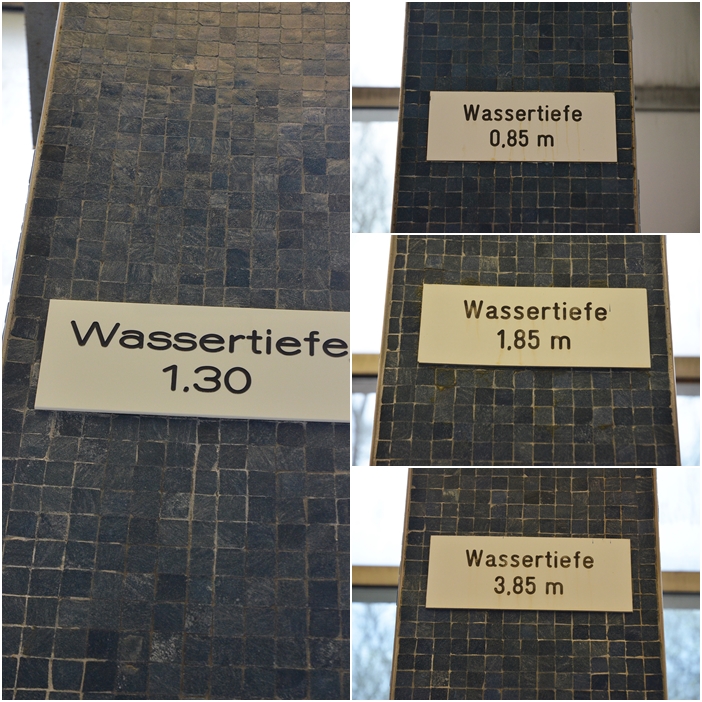 Wassertiefe
1.30
Wassertiefe
0,85 m
Wassertiefe
1,85 m
Wassertiefe
3,85 m